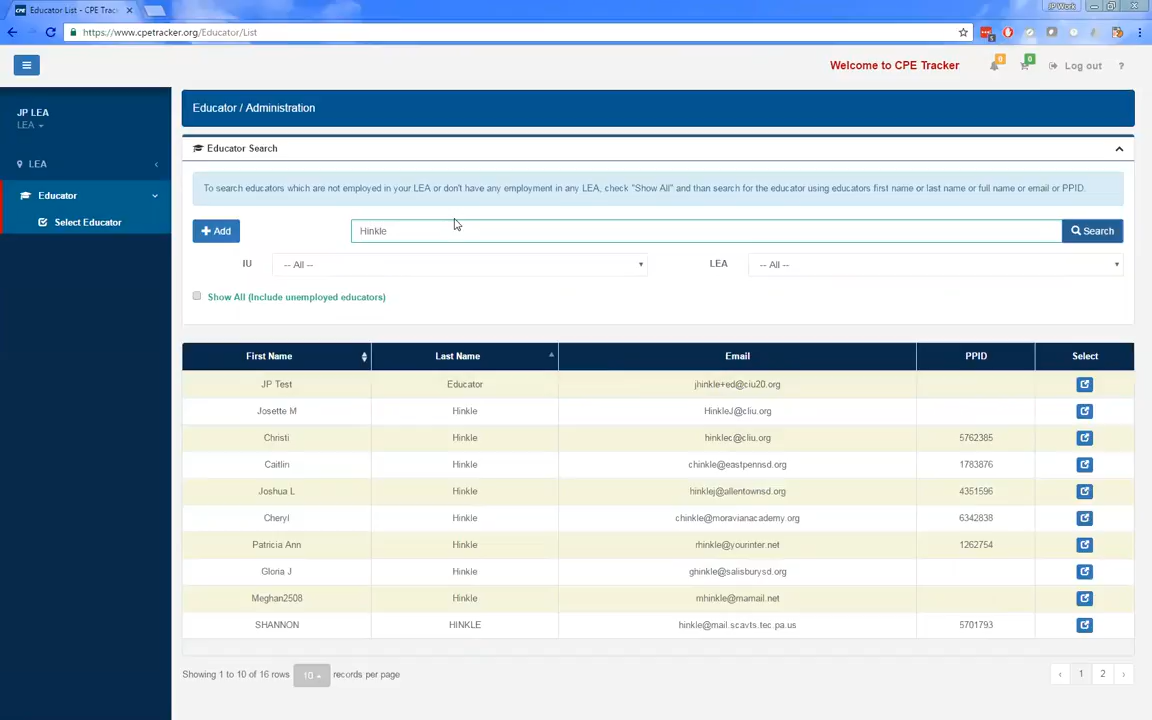 Educator List - CPE Trac
JP Work
https://www.cpetracker.org/Educator/List
Welcome to CPE Tracker
0
0
Log out
?
JP LEA
LEA
LEA
Educator
Select Educator
Educator / Administration
Educator Search
To search educators which are not employed in your LEA or don't have any employment in any LEA, check "Show All" and than search for the educator using educators first name or last name or full name or email or PPID.
Add
Hinkle
Search
IU
-- All --
LEA
-- All --
Show All (Include unemployed educators)
First Name Last Name Email PPID Select
JP Test Educator jhinkle+ed@ciu20.org
Josette M Hinkle HinkleJ@cliu.org
Christi Hinkle hinklec@cliu.org 5762385
Caitlin Hinkle chinkle@eastpennsd.org 1783876
Joshua L Hinkle hinklej@allentownsd.org 4351596
Cheryl Hinkle chinkle@moravianacademy.org 6342838
Patricia Ann Hinkle rhinkle@yourinter.net 1262754
Gloria J Hinkle ghinkle@salisburysd.org
Meghan2508 Hinkle mhinkle@mamail.net
SHANNON HINKLE hinkle@mail.scavts.tec.pa.us 5701793
Showing 1 to 10 of 16 rows 10 records per page
‹ 1 2 ›